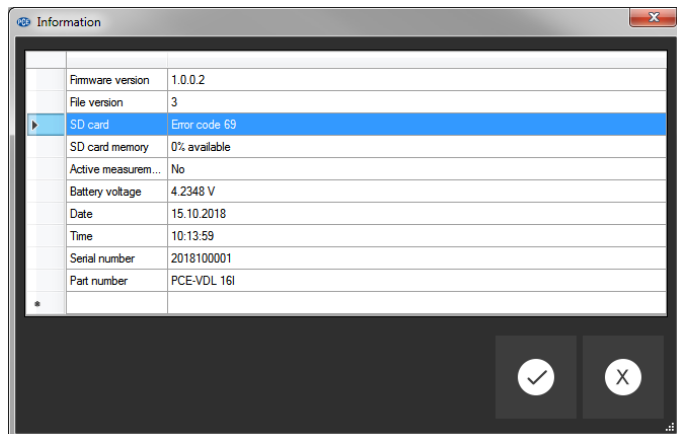 PCE Information
Firmware version 1.0.0.2
File version 3
SD card Error code 69
SD card memory 0% available
Active measurem... No
Battery voltage 4.2348 V
Date 15.10.2018
Time 10:13:59
Serial number 2018100001
Part number PCE-VDL 16I